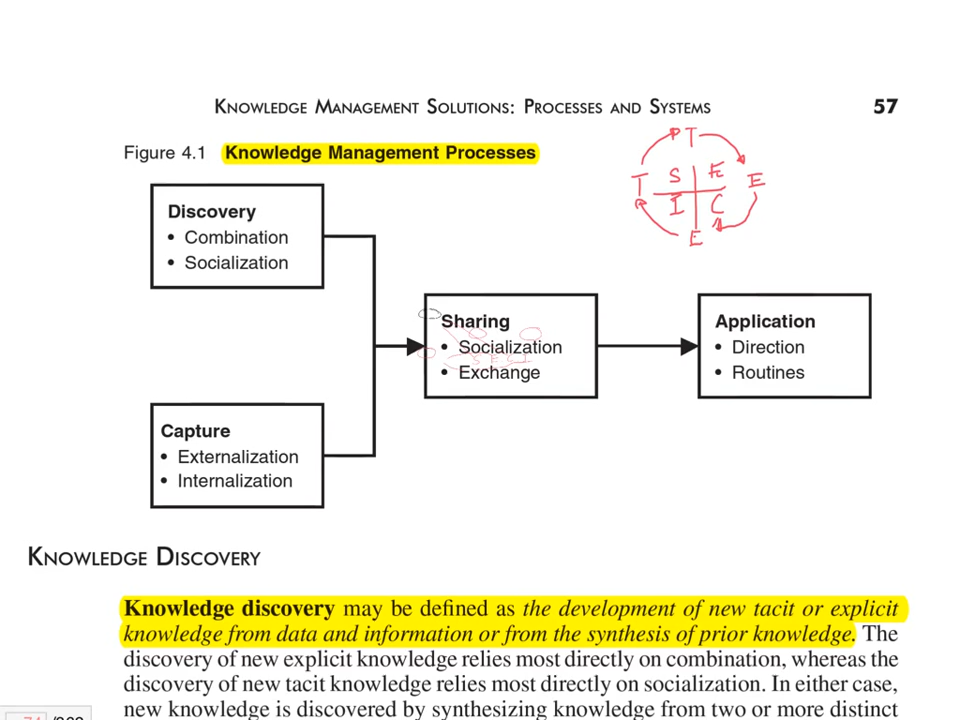 KNOWLEDGE MANAGEMENT SOLUTIONS: PROCESSES AND SYSTEMS 57
Figure 4.1 Knowledge Management Processes
T
T S E E
I C
E
Discovery
• Combination
• Socialization
Sharing
• Socialization
• Exchange
Application
• Direction
• Routines
Capture
• Externalization
• Internalization
KNOWLEDGE DISCOVERY
Knowledge discovery may be defined as the development of new tacit or explicit
knowledge from data and information or from the synthesis of prior knowledge. The
discovery of new explicit knowledge relies most directly on combination, whereas the
discovery of new tacit knowledge relies most directly on socialization. In either case,
new knowledge is discovered by synthesizing knowledge from two or more distinct